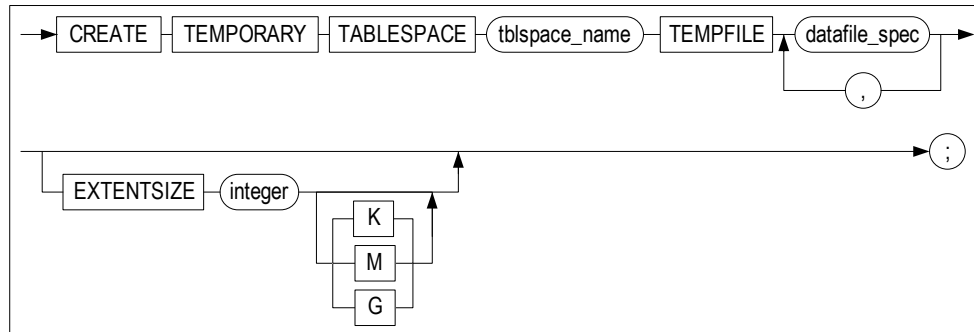 CREATE TEMPORARY TABLESPACE tblspace_name TEMPFILE datafile_spec
,
;
EXTENTSIZE integer
K
M
G